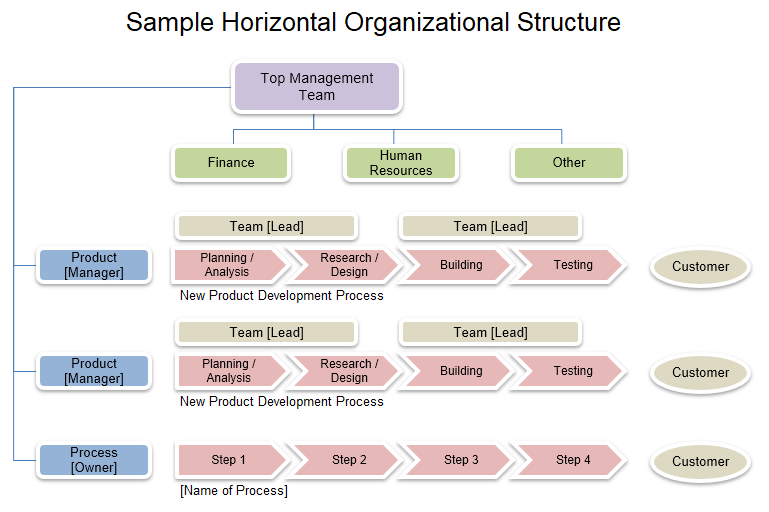 Sample Horizontal Organizational Structure
Top Management
Team
Finance
Human
Resources
Other
Team [Lead]
Team [Lead]
Product
[Manager]
Planning /
Analysis
Research /
Design
Building
Testing
Customer
New Product Development Process
Team [Lead]
Team [Lead]
Product
[Manager]
Planning /
Analysis
Research /
Design
Building
Testing
Customer
New Product Development Process
Process
[Owner]
Step 1
Step 2
Step 3
Step 4
Customer
[Name of Process]